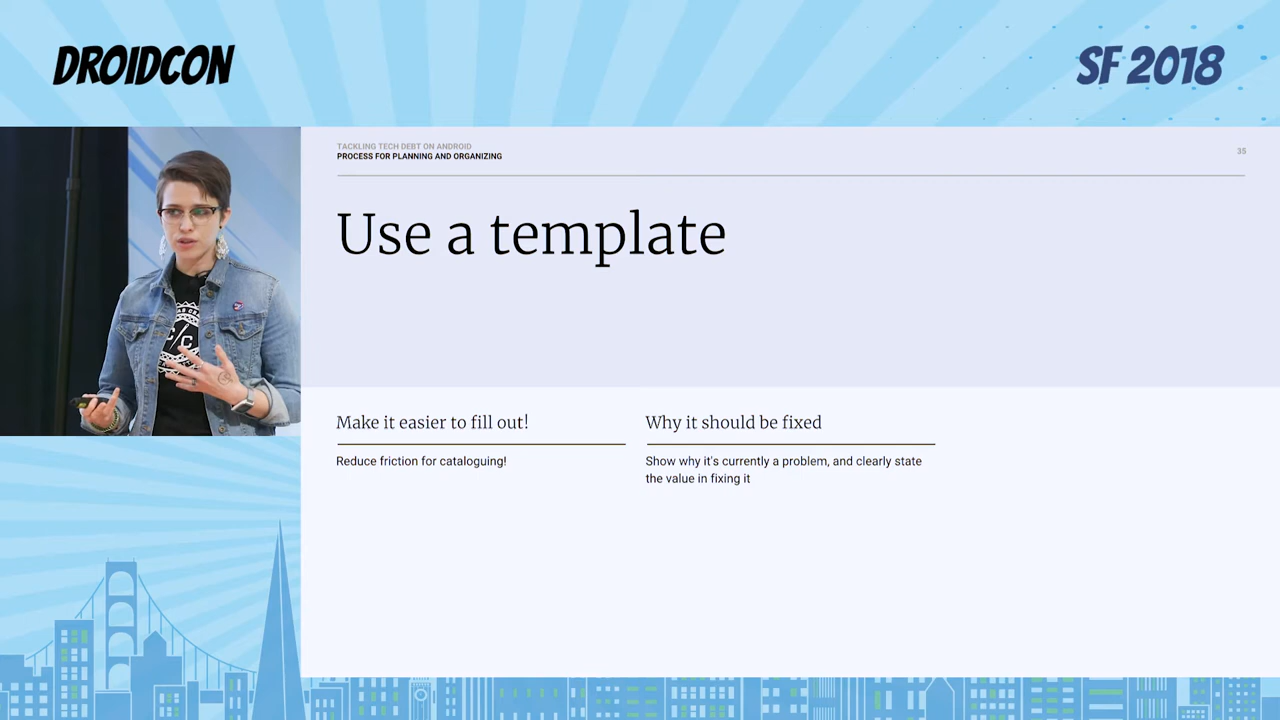 DROIDCON
SF 2018
TACKLING TECH DEBT ON ANDROID
PROCESS FOR PLANNING AND ORGANIZING
35
Use a template
Make it easier to fill out!
Reduce friction for cataloguing!
Why it should be fixed
Show why it's currently a problem, and clearly state
the value in fixing it
C/C